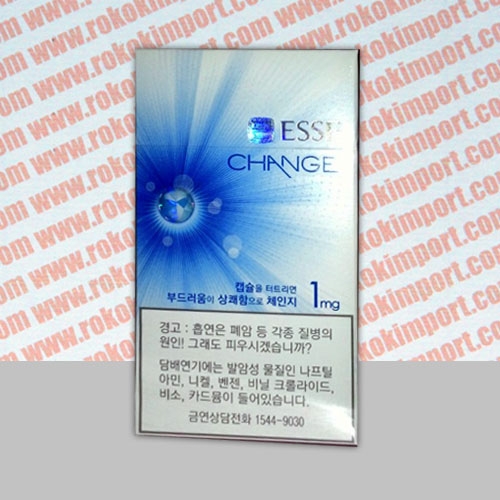 www.rokokimport.com www.rokokimport.com
ESSE
CHANGE
캡슐을 터트리면
부드러움이 상쾌함으로 체인지 1mg
경고 : 흡연은 폐암 등 각종 질병의
원인! 그래도 피우시겠습니까?
담배연기에는 발암성 물질인 나프틸
아민, 니켈, 벤젠, 비닐 크롤라이드,
비소, 카드뮴이 들어있습니다.
금연상담전화 1544-9030